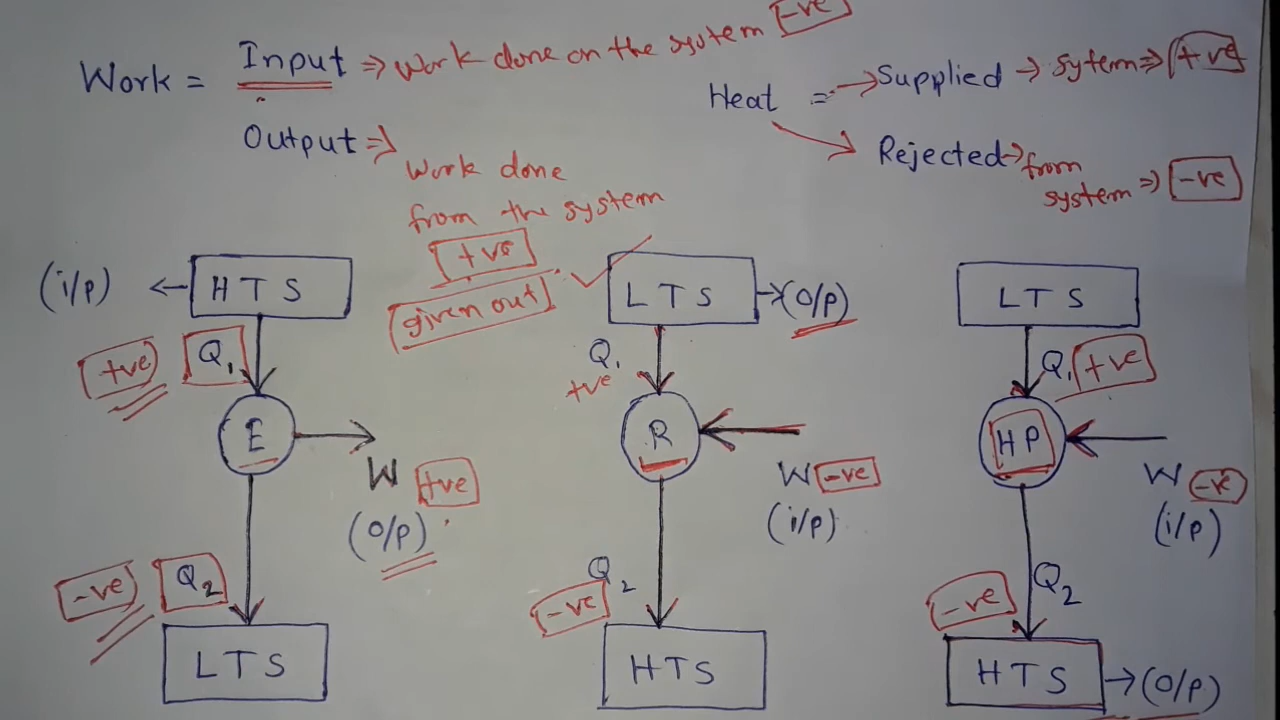 Work = Input => Work done on the system -ve
Output => Work done
from the system
+ve
given out
Heat = -> Supplied -> sytem => +ve
-> Rejected -> from
system => -ve
(i/p) <- HTS
+ve Q1
E
W +ve
(O/P)
-ve Q2
LTS
LTS -> (O/P)
Q1
+ve
R
W -ve
(i/p)
Q2
-ve
HTS
LTS
Q1 +ve
HP
W -ve
(i/p)
-ve Q2
HTS -> (O/P)